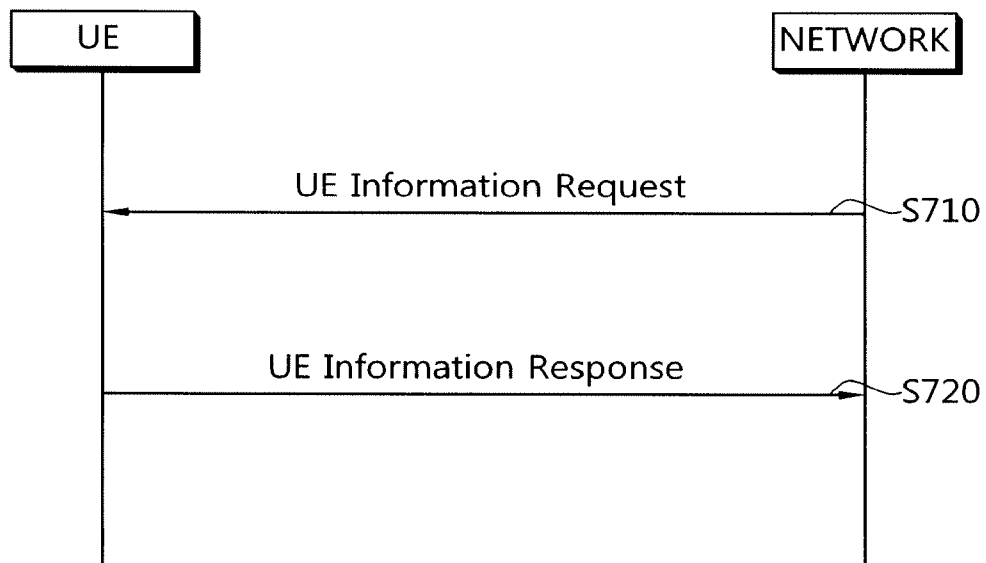 UE
NETWORK
UE Information Request
S710
UE Information Response
S720